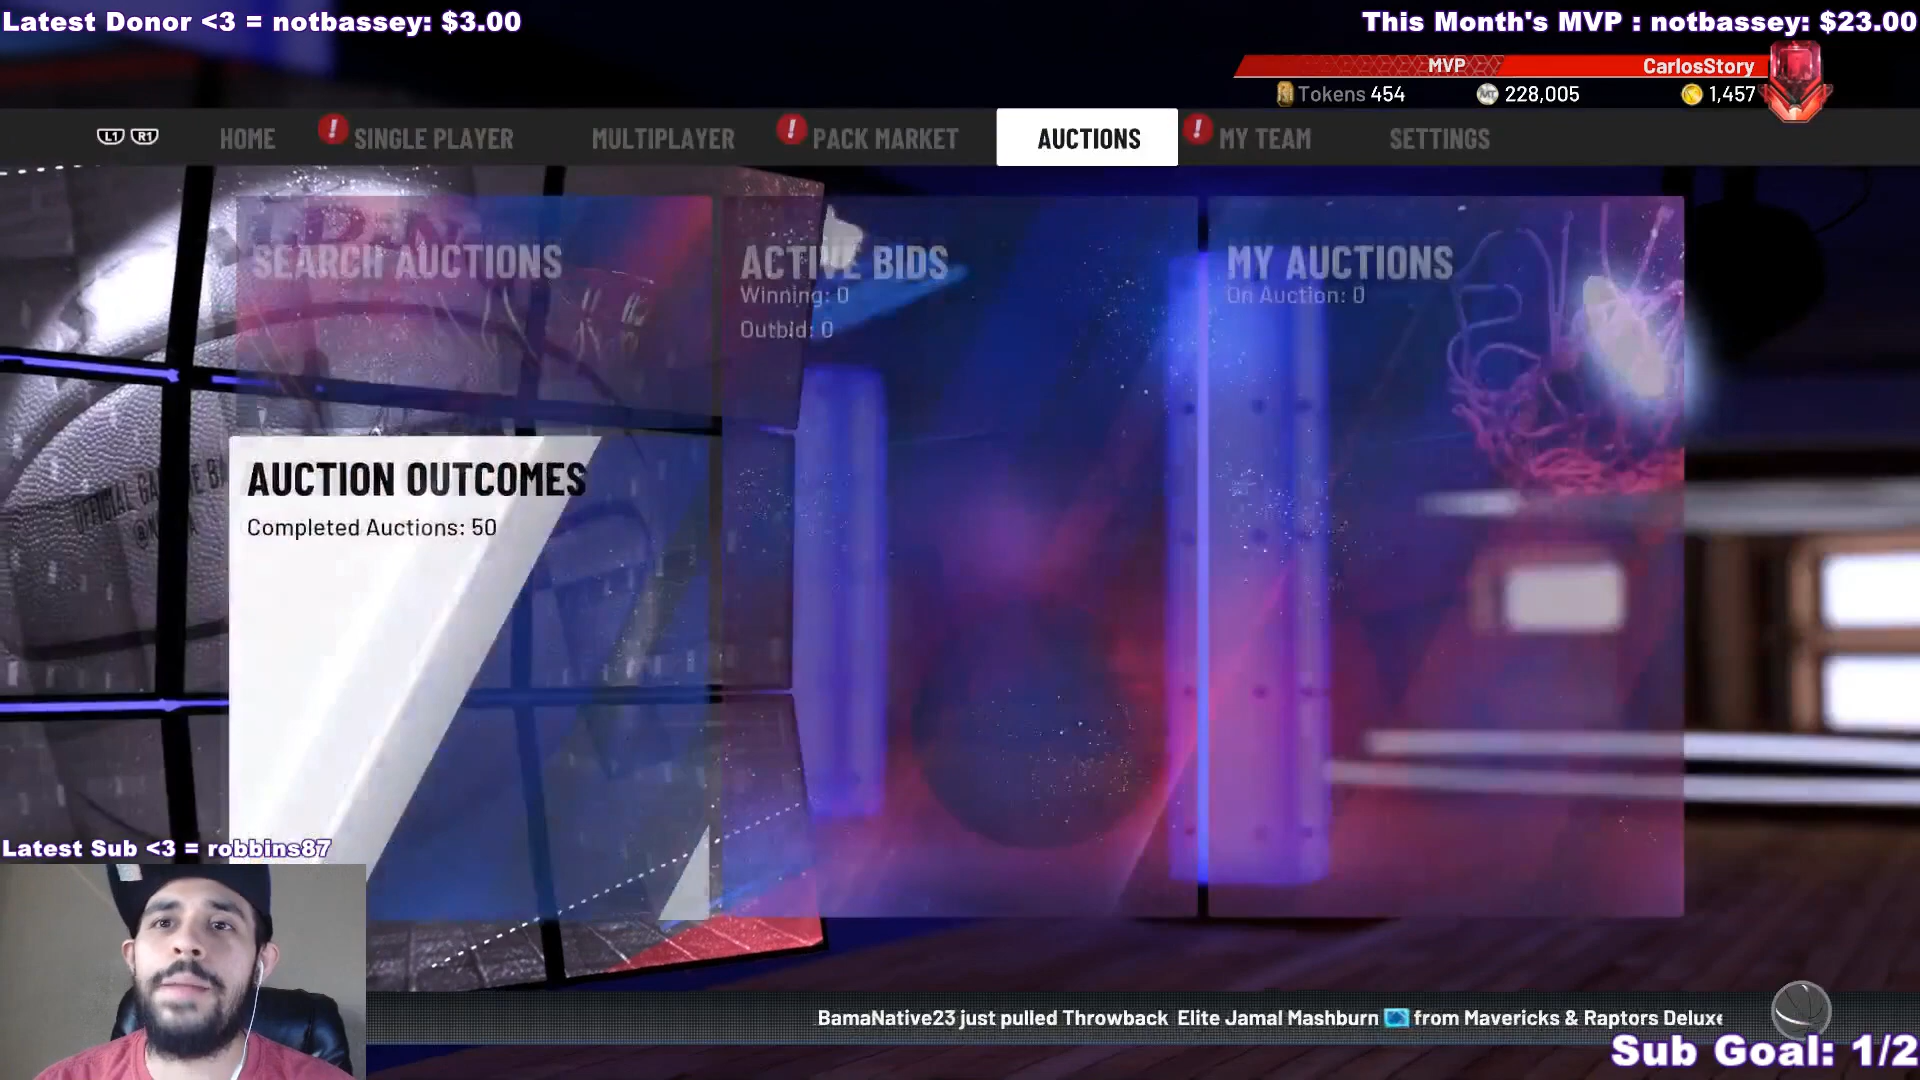 Latest Donor <3 = notbassey: $3.00
This Month's MVP : notbassey: $23.00
MVP
CarlosStory
Tokens 454
MT 228,005
1,457
L1 R1
HOME
! SINGLE PLAYER
MULTIPLAYER
! PACK MARKET
AUCTIONS
! MY TEAM
SETTINGS
SEARCH AUCTIONS
ACTIVE BIDS
Winning: 0
Outbid: 0
MY AUCTIONS
On Auction: 0
AUCTION OUTCOMES
Completed Auctions: 50
OFFICIAL
Latest Sub <3 = robbins87
BamaNative23 just pulled Throwback Elite Jamal Mashburn from Mavericks & Raptors Deluxe
Sub Goal: 1/2